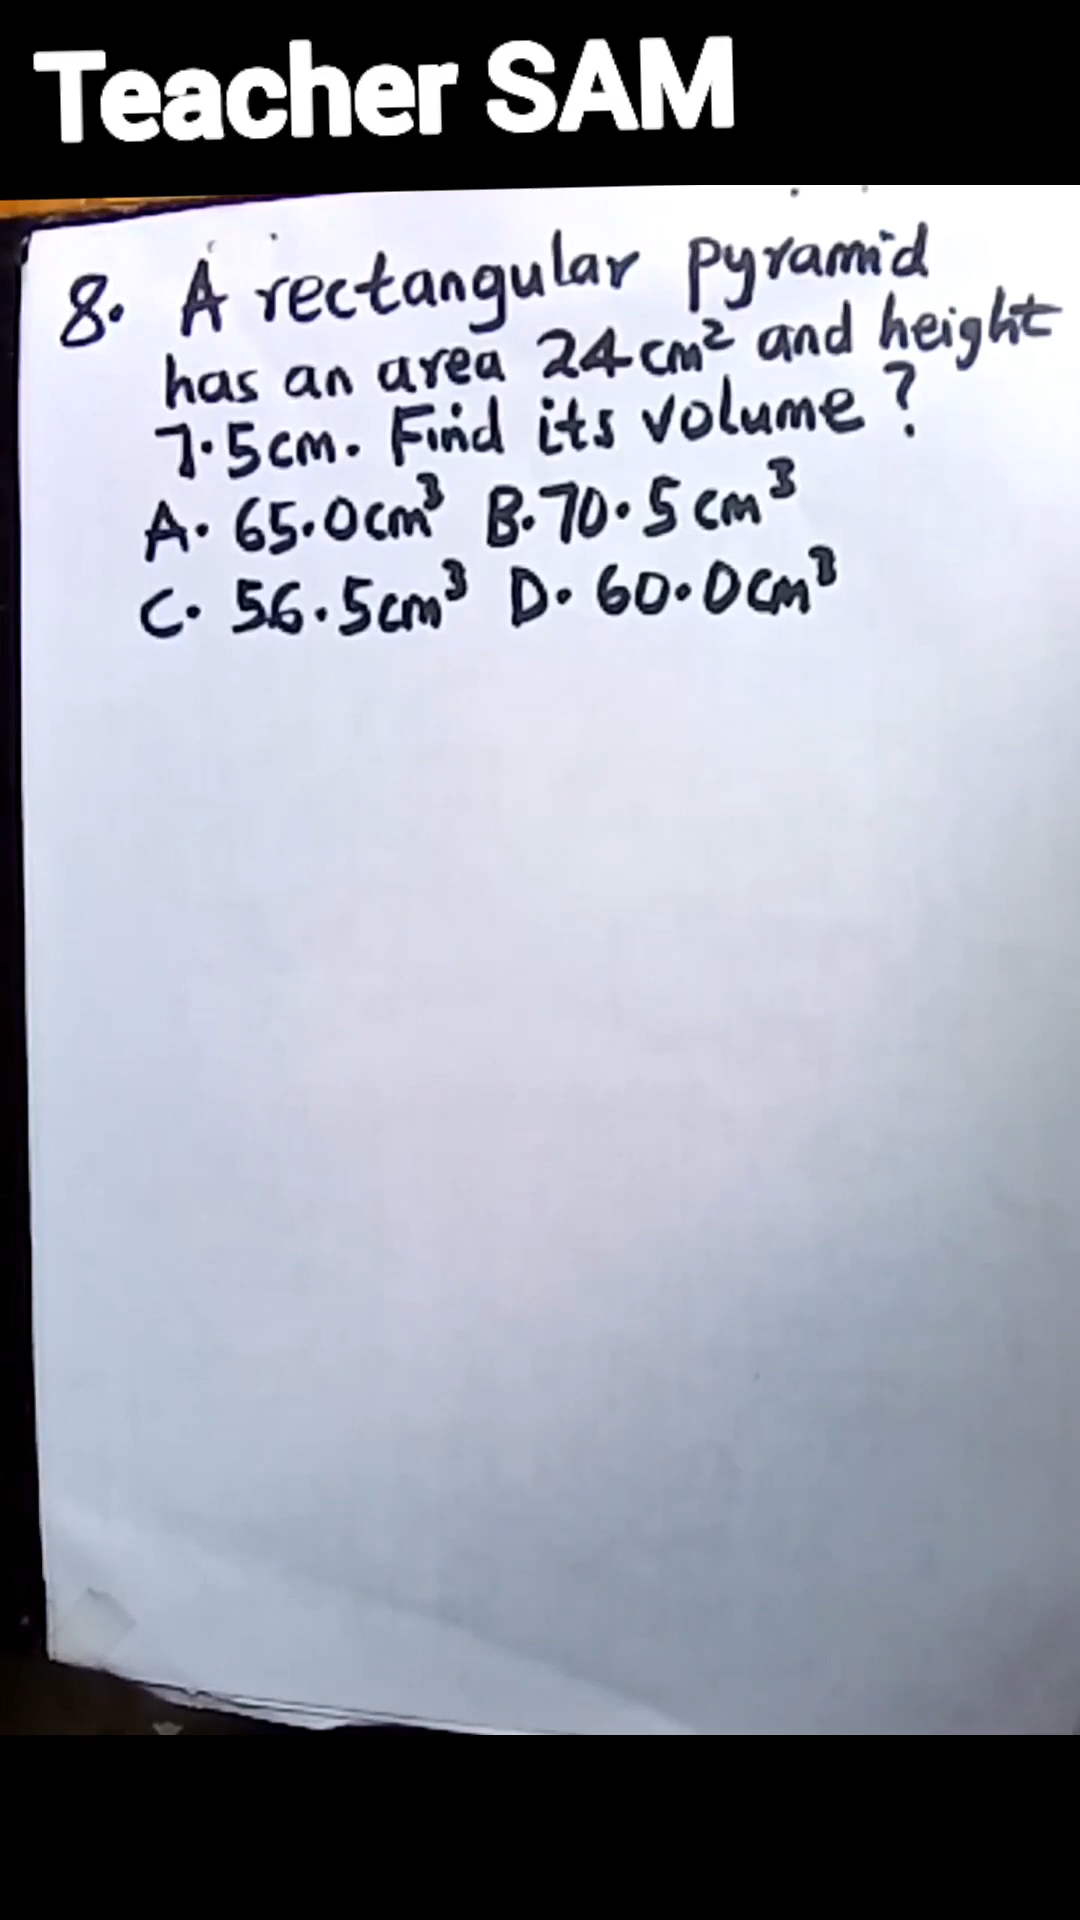 Teacher SAM
8. A rectangular pyramid
has an area 24cm² and height
7.5cm. Find its volume?
A. 65.0cm³ B. 70.5cm³
C. 56.5cm³ D. 60.0cm³